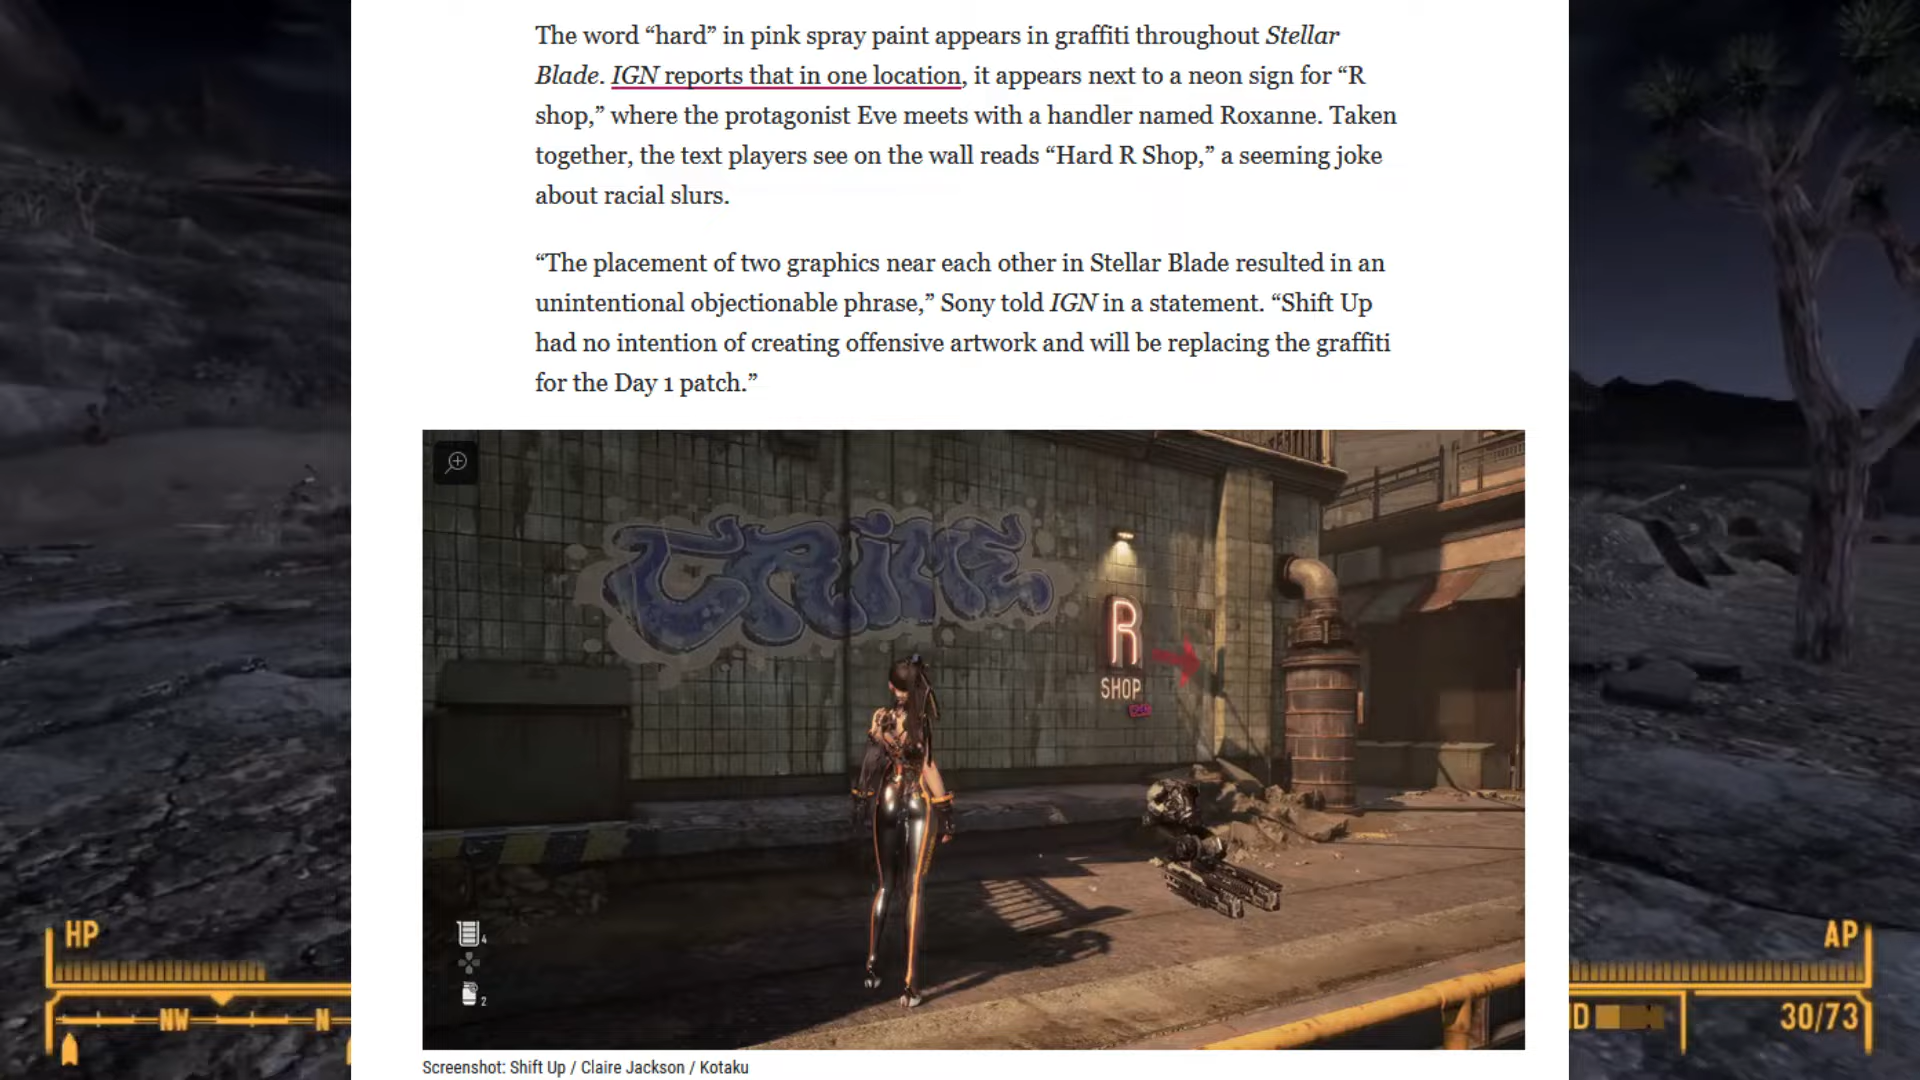 The word “hard” in pink spray paint appears in graffiti throughout Stellar
Blade. IGN reports that in one location, it appears next to a neon sign for “R
shop,” where the protagonist Eve meets with a handler named Roxanne. Taken
together, the text players see on the wall reads “Hard R Shop,” a seeming joke
about racial slurs.
“The placement of two graphics near each other in Stellar Blade resulted in an
unintentional objectionable phrase,” Sony told IGN in a statement. “Shift Up
had no intention of creating offensive artwork and will be replacing the graffiti
for the Day 1 patch.”
CRiME
R
SHOP
4
2
HP
NW
N
AP
30/73
Screenshot: Shift Up / Claire Jackson / Kotaku